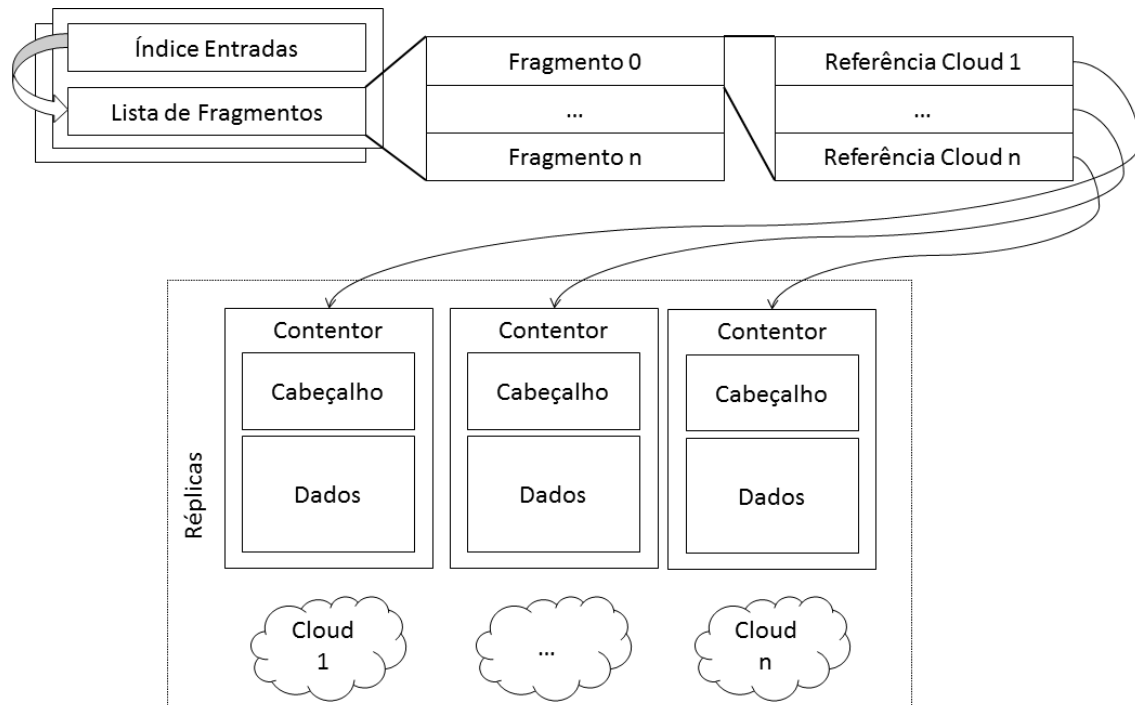 Índice Entradas
Lista de Fragmentos
Fragmento 0
...
Fragmento n
Referência Cloud 1
...
Referência Cloud n
Réplicas
Contentor
Cabeçalho
Dados
Contentor
Cabeçalho
Dados
Contentor
Cabeçalho
Dados
Cloud
1
...
Cloud
n